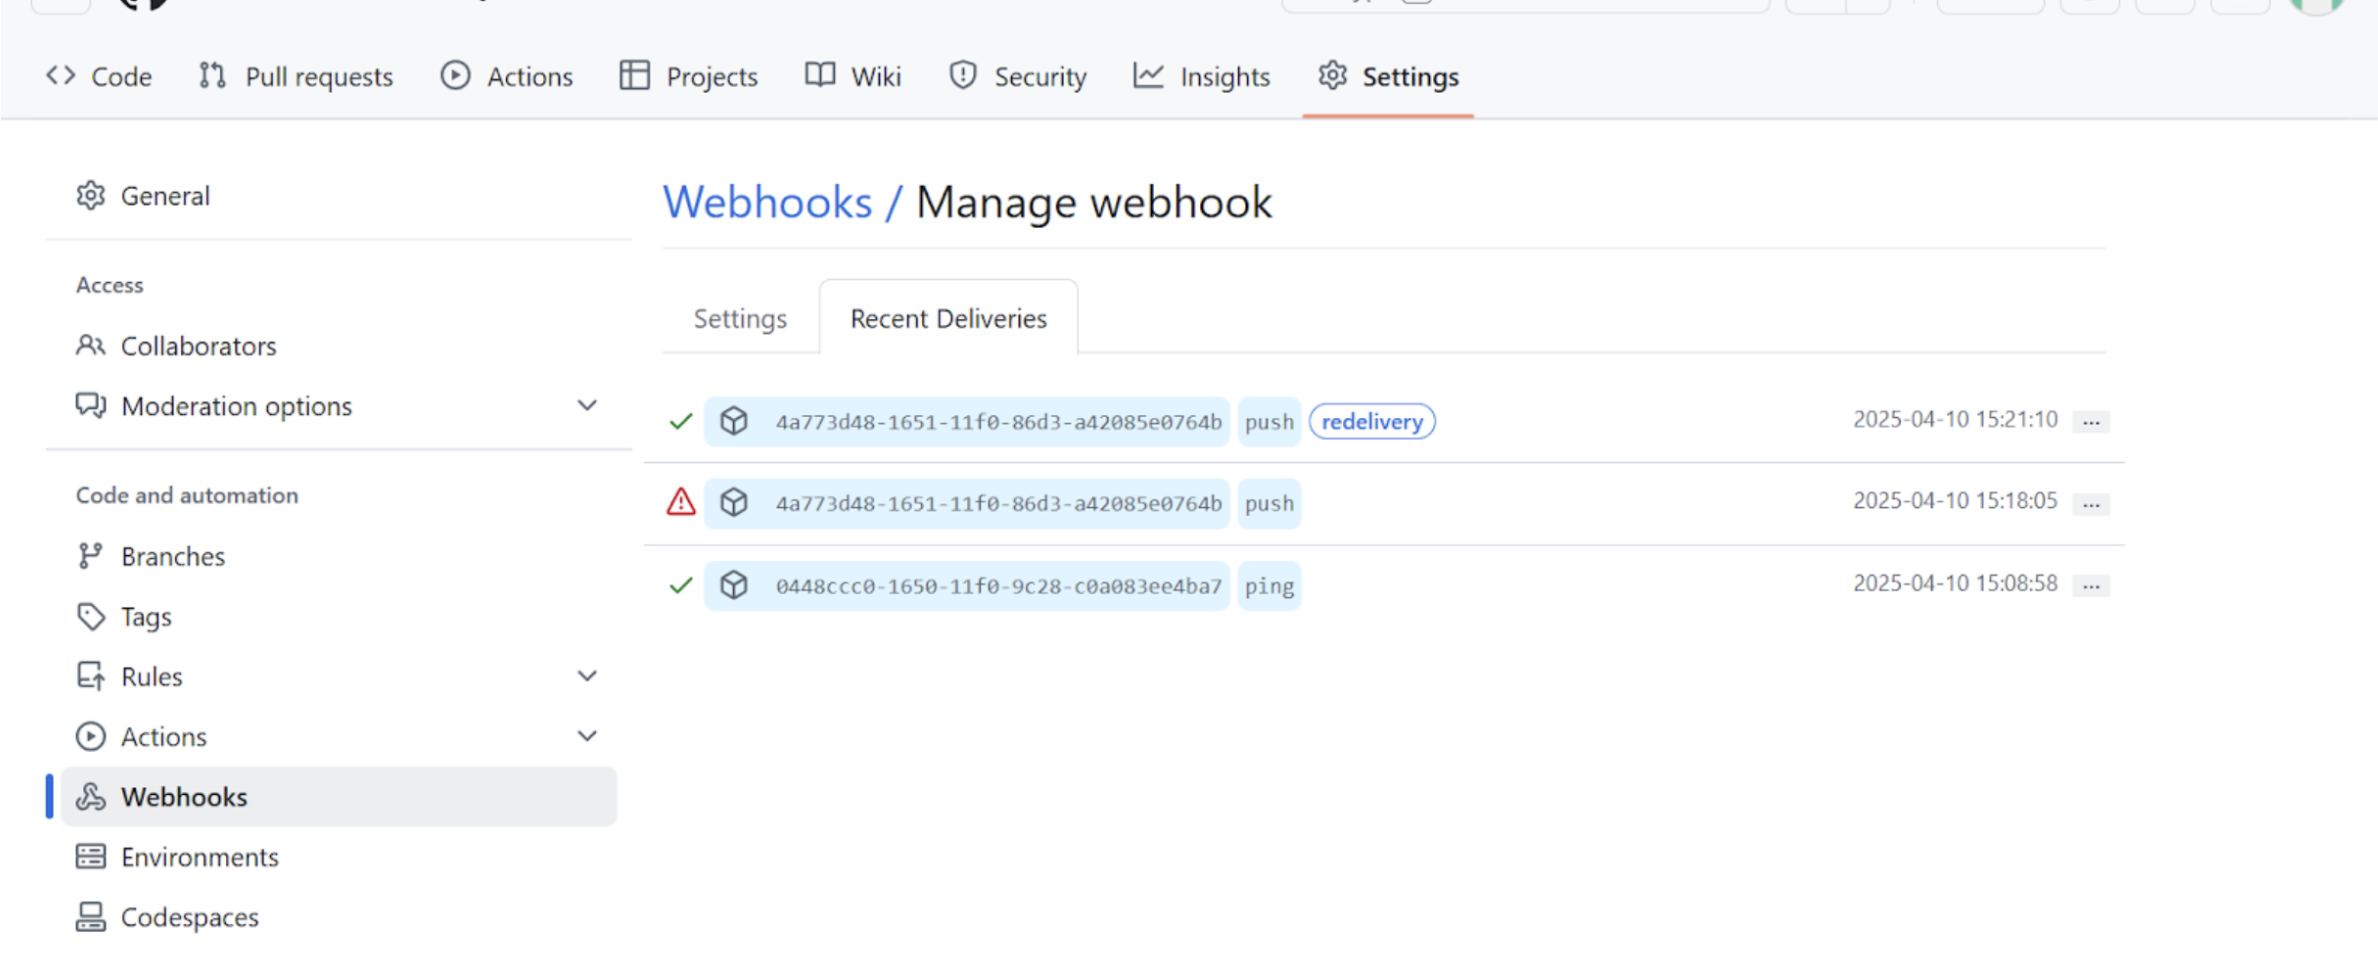 Code Pull requests Actions Projects Wiki Security Insights Settings
General
Access
Collaborators
Moderation options
Code and automation
Branches
Tags
Rules
Actions
Webhooks
Environments
Codespaces
Webhooks / Manage webhook
Settings Recent Deliveries
4a773d48-1651-11f0-86d3-a42085e0764b push redelivery 2025-04-10 15:21:10 ...
4a773d48-1651-11f0-86d3-a42085e0764b push 2025-04-10 15:18:05 ...
0448ccc0-1650-11f0-9c28-c0a083ee4ba7 ping 2025-04-10 15:08:58 ...